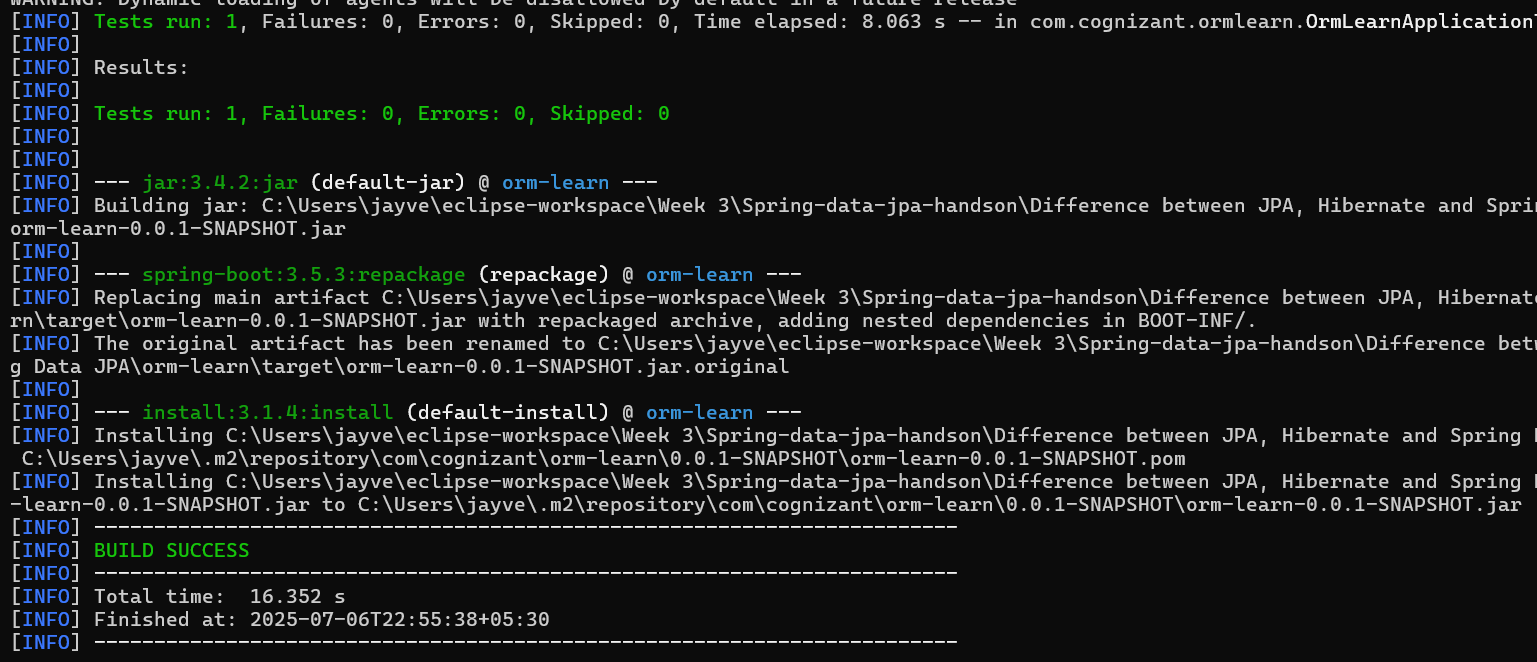 WARNING: Dynamic loading of agents will be disallowed by default in a future release
[INFO] Tests run: 1, Failures: 0, Errors: 0, Skipped: 0, Time elapsed: 8.063 s -- in com.cognizant.ormlearn.OrmLearnApplication
[INFO]
[INFO] Results:
[INFO]
[INFO] Tests run: 1, Failures: 0, Errors: 0, Skipped: 0
[INFO]
[INFO]
[INFO] --- jar:3.4.2:jar (default-jar) @ orm-learn ---
[INFO] Building jar: C:\Users\jayve\eclipse-workspace\Week 3\Spring-data-jpa-handson\Difference between JPA, Hibernate and Spri
orm-learn-0.0.1-SNAPSHOT.jar
[INFO]
[INFO] --- spring-boot:3.5.3:repackage (repackage) @ orm-learn ---
[INFO] Replacing main artifact C:\Users\jayve\eclipse-workspace\Week 3\Spring-data-jpa-handson\Difference between JPA, Hibernat
rn\target\orm-learn-0.0.1-SNAPSHOT.jar with repackaged archive, adding nested dependencies in BOOT-INF/.
[INFO] The original artifact has been renamed to C:\Users\jayve\eclipse-workspace\Week 3\Spring-data-jpa-handson\Difference bet
g Data JPA\orm-learn\target\orm-learn-0.0.1-SNAPSHOT.jar.original
[INFO]
[INFO] --- install:3.1.4:install (default-install) @ orm-learn ---
[INFO] Installing C:\Users\jayve\eclipse-workspace\Week 3\Spring-data-jpa-handson\Difference between JPA, Hibernate and Spring
C:\Users\jayve\.m2\repository\com\cognizant\orm-learn\0.0.1-SNAPSHOT\orm-learn-0.0.1-SNAPSHOT.pom
[INFO] Installing C:\Users\jayve\eclipse-workspace\Week 3\Spring-data-jpa-handson\Difference between JPA, Hibernate and Spring
-learn-0.0.1-SNAPSHOT.jar to C:\Users\jayve\.m2\repository\com\cognizant\orm-learn\0.0.1-SNAPSHOT\orm-learn-0.0.1-SNAPSHOT.jar
[INFO] ------------------------------------------------------------------------
[INFO] BUILD SUCCESS
[INFO] ------------------------------------------------------------------------
[INFO] Total time:  16.352 s
[INFO] Finished at: 2025-07-06T22:55:38+05:30
[INFO] ------------------------------------------------------------------------